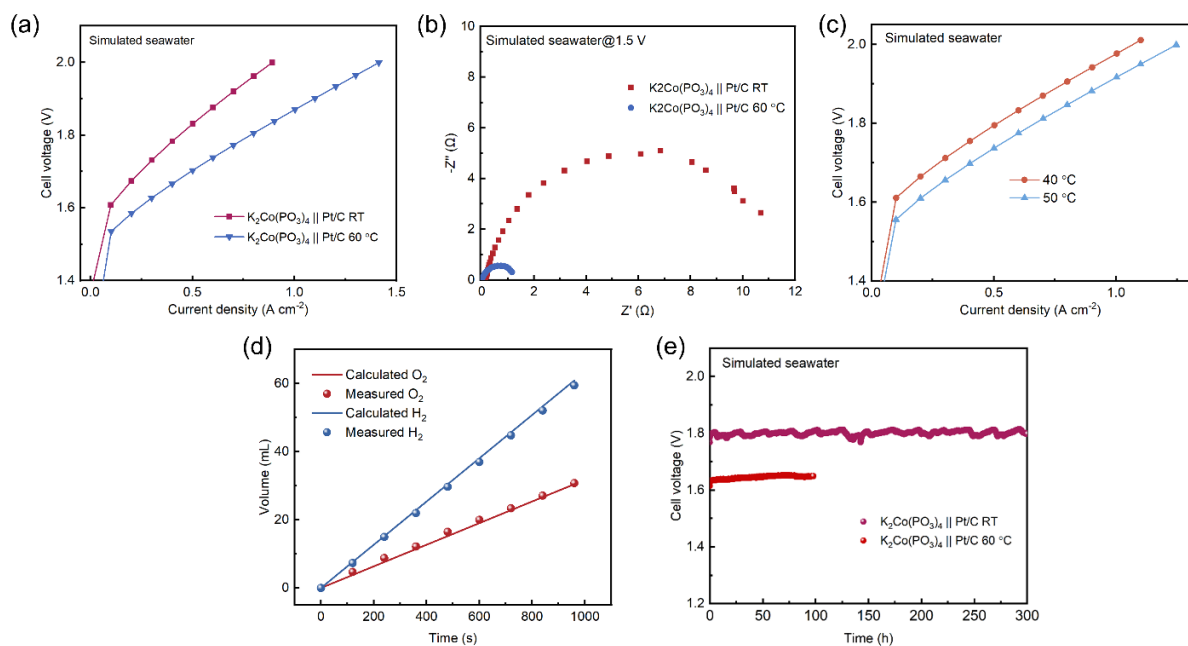 (a)
Simulated seawater
2.0
1.8
1.6
1.4
Cell voltage (V)
K₂Co(PO₃)₄ || Pt/C RT
K₂Co(PO₃)₄ || Pt/C 60 °C
0.0
0.5
1.0
1.5
Current density (A cm⁻²)
(b)
Simulated seawater@1.5 V
10
8
6
4
2
0
-Z" (Ω)
K2Co(PO₃)₄ || Pt/C RT
K2Co(PO₃)₄ || Pt/C 60 °C
0
2
4
6
8
10
12
Z' (Ω)
(c)
Simulated seawater
2.0
1.8
1.6
1.4
Cell voltage (V)
40 °C
50 °C
0.0
0.5
1.0
Current density (A cm⁻²)
(d)
60
40
20
0
Volume (mL)
Calculated O₂
Measured O₂
Calculated H₂
Measured H₂
0
200
400
600
800
1000
Time (s)
(e)
Simulated seawater
2.0
1.8
1.6
1.4
1.2
Cell voltage (V)
K₂Co(PO₃)₄ || Pt/C RT
K₂Co(PO₃)₄ || Pt/C 60 °C
0
50
100
150
200
250
300
Time (h)